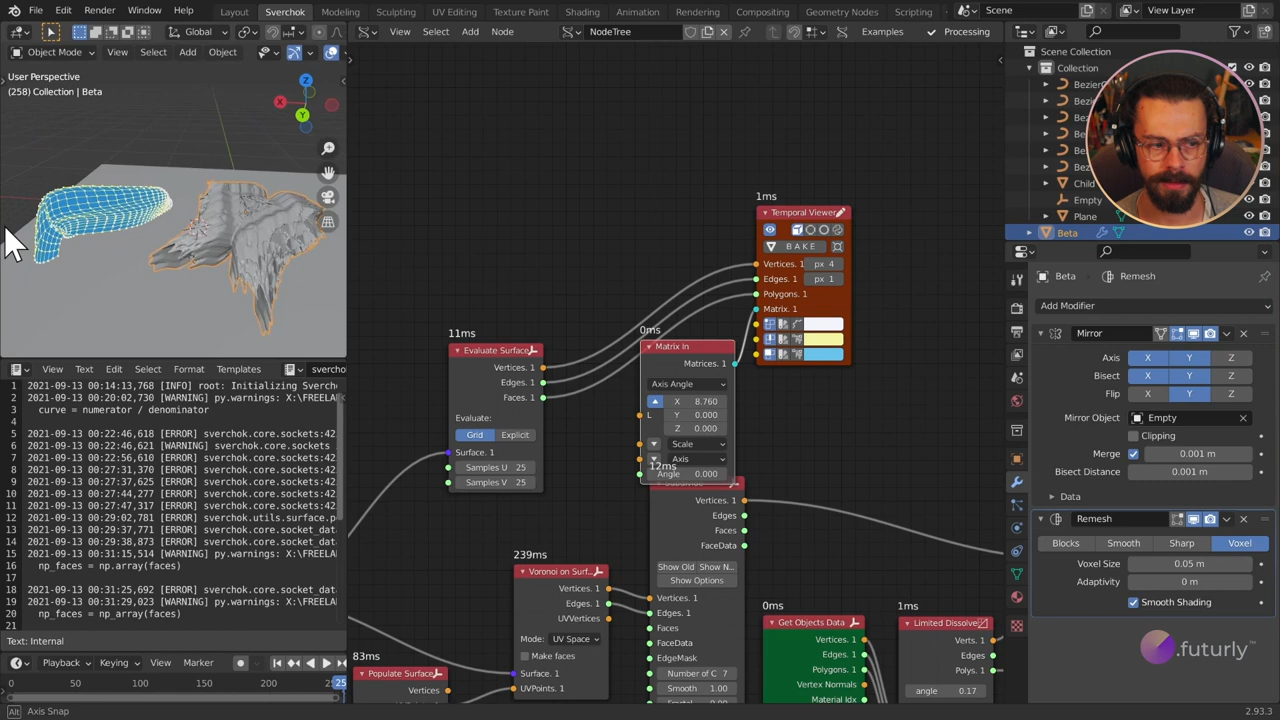 File Edit Render Window Help Layout Sverchok Modeling Sculpting UV Editing Texture Paint Shading Animation Rendering Compositing Geometry Nodes Scripting Scene View Layer
Global View Select Add Node NodeTree Examples Processing
Object Mode View Select Add Object
User Perspective
(258) Collection | Beta
X
Y
Z
Scene Collection
Collection
Bezier
Be
Be
Be
Be
Be
Child
Empty
Plane
Beta
Beta Remesh
Add Modifier
Mirror
Axis X Y Z
Bisect X Y Z
Flip X Y Z
Mirror Object Empty
Clipping
Merge 0.001 m
Bisect Distance 0.001 m
Data
Remesh
Blocks Smooth Sharp Voxel
Voxel Size 0.05 m
Adaptivity 0 m
Smooth Shading
.futurly
1ms
Temporal Viewer
BAKE
Vertices. 1 px 4
Edges. 1 px 1
Polygons. 1
Matrix. 1
11ms
Evaluate Surface
Vertices. 1
Edges. 1
Faces. 1
Evaluate:
Grid Explicit
Surface. 1
Samples U 25
Samples V 25
0ms
Matrix In
Matrices. 1
Axis Angle
X 8.760
L Y 0.000
Z 0.000
Scale
Axis
12ms
Angle 0.000
Vertices. 1
Edges
Faces
FaceData
Show Old Show N...
Show Options
Vertices. 1
Edges. 1
Faces
FaceData
EdgeMask
Number of C 7
Smooth 1.00
239ms
Voronoi on Surf...
Vertices. 1
Edges. 1
UVVertices
Mode: UV Space
Make faces
Surface. 1
UVPoints. 1
83ms
Populate Surface
Vertices
0ms
Get Objects Data
Vertices. 1
Edges. 1
Polygons. 1
Vertex Normals
Material Idx
1ms
Limited Dissolve
Verts. 1
Edges
Polys. 1
angle 0.17
View Text Edit Select Format Templates sverchok
1 2021-09-13 00:14:13,768 [INFO] root: Initializing Sverch
2 2021-09-13 00:20:02,730 [WARNING] py.warnings: X:\FREELA
3 curve = numerator / denominator
4
5 2021-09-13 00:22:46,618 [ERROR] sverchok.core.sockets:42
6 2021-09-13 00:22:46,621 [WARNING] sverchok.core.sockets
7 2021-09-13 00:22:56,610 [ERROR] sverchok.core.sockets:42
8 2021-09-13 00:27:31,370 [ERROR] sverchok.core.sockets:42
9 2021-09-13 00:27:37,625 [ERROR] sverchok.core.sockets:42
10 2021-09-13 00:27:44,277 [ERROR] sverchok.core.sockets:42
11 2021-09-13 00:27:47,317 [ERROR] sverchok.core.sockets:42
12 2021-09-13 00:29:02,781 [ERROR] sverchok.utils.surface.p
13 2021-09-13 00:29:37,771 [ERROR] sverchok.core.socket_dat
14 2021-09-13 00:29:38,873 [ERROR] sverchok.core.socket_dat
15 2021-09-13 00:31:15,514 [WARNING] py.warnings: X:\FREELA
16 np_faces = np.array(faces)
17
18 2021-09-13 00:31:25,692 [ERROR] sverchok.core.socket_dat
19 2021-09-13 00:31:29,023 [WARNING] py.warnings: X:\FREELA
20 np_faces = np.array(faces)
21
Text: Internal
Playback Keying View Marker
0 50 100 150 200 250 25
Alt Axis Snap
2.93.3